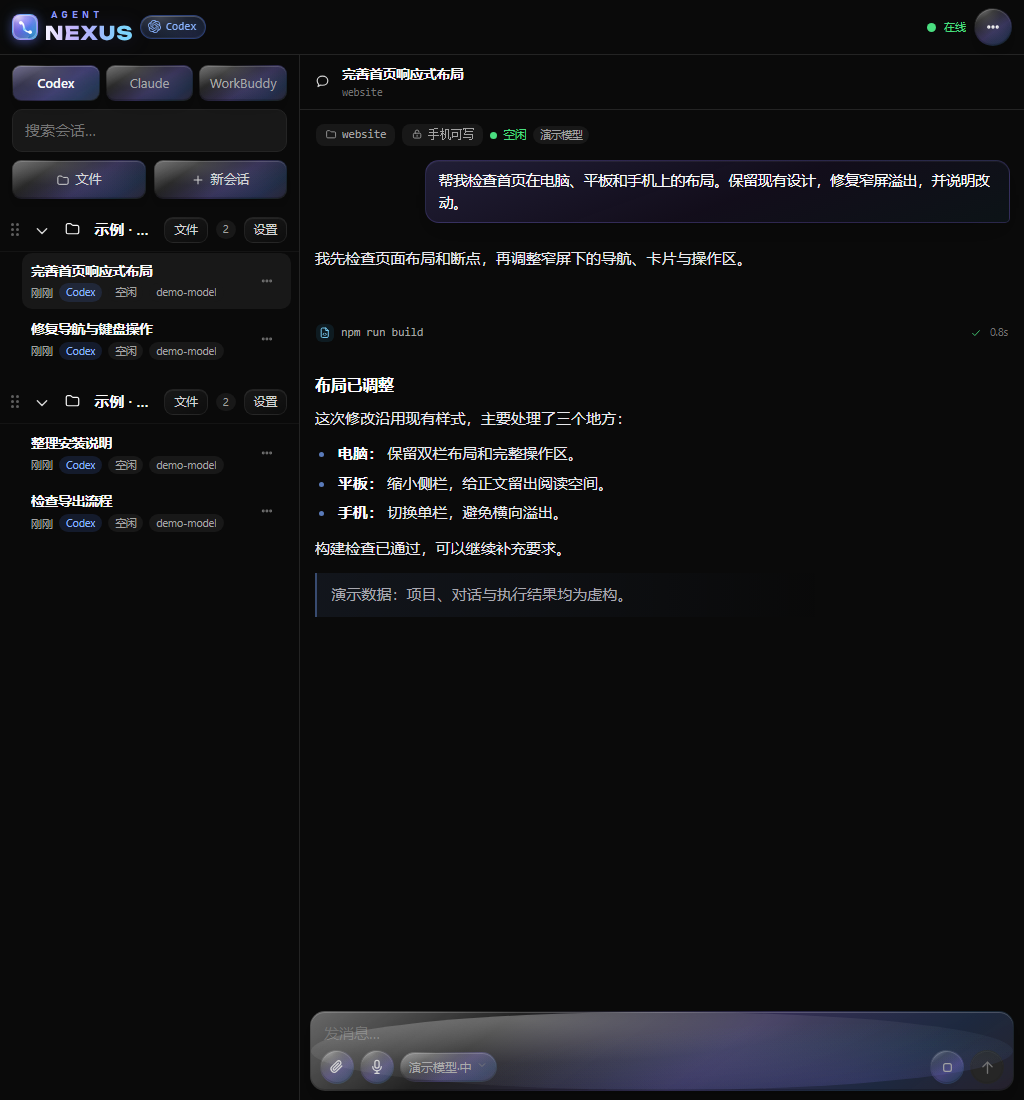 AGENT
NEXUS
Codex
在线
Codex
Claude
WorkBuddy
搜索会话...
文件
+ 新会话
示例 · ...
文件
2
设置
完善首页响应式布局
刚刚 Codex 空闲 demo-model
修复导航与键盘操作
刚刚 Codex 空闲 demo-model
示例 · ...
文件
2
设置
整理安装说明
刚刚 Codex 空闲 demo-model
检查导出流程
刚刚 Codex 空闲 demo-model
完善首页响应式布局
website
website
手机可写
空闲
演示模型
帮我检查首页在电脑、平板和手机上的布局。保留现有设计，修复窄屏溢出，并说明改
动。
我先检查页面布局和断点，再调整窄屏下的导航、卡片与操作区。
npm run build
0.8s
布局已调整
这次修改沿用现有样式，主要处理了三个地方：
• 电脑： 保留双栏布局和完整操作区。
• 平板： 缩小侧栏，给正文留出阅读空间。
• 手机： 切换单栏，避免横向溢出。
构建检查已通过，可以继续补充要求。
演示数据：项目、对话与执行结果均为虚构。
发消息...
演示模型·中